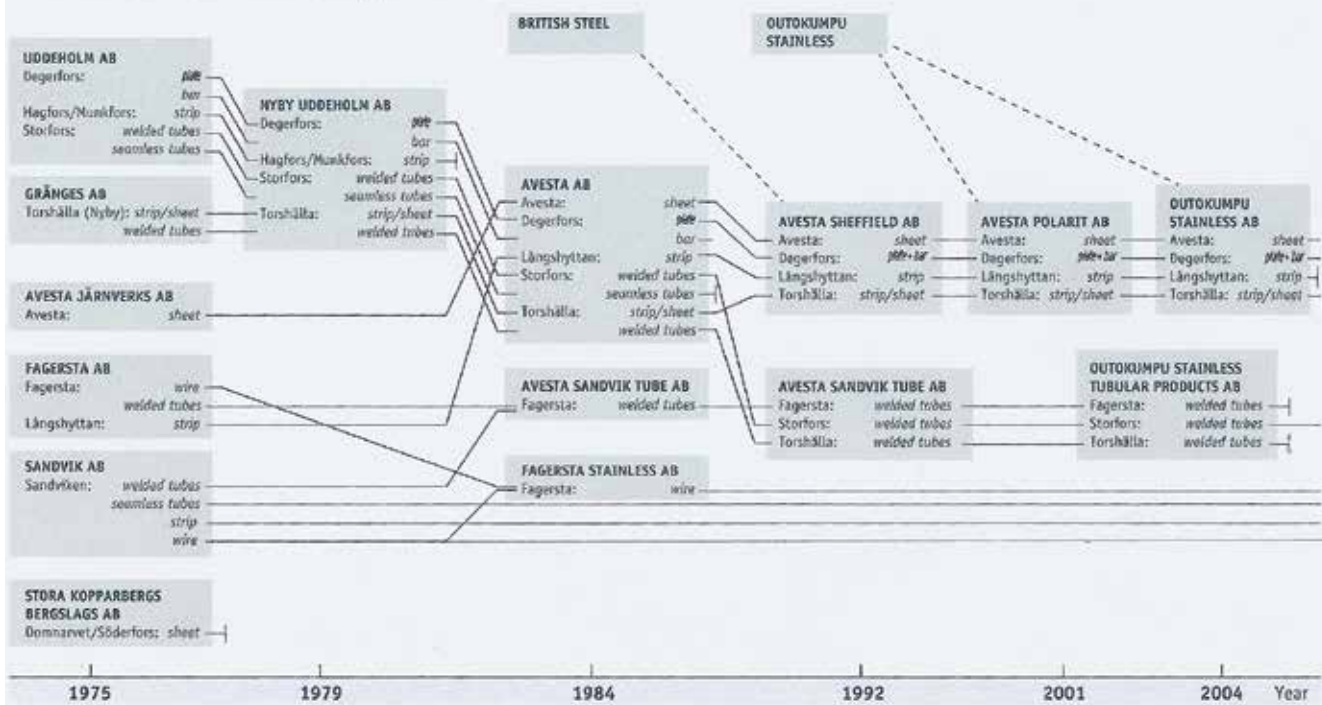 BRITISH STEEL
OUTOKUMPU
STAINLESS
UDDEHOLM AB
Degerfors: plate
bar
Hagfors/Munkfors: strip
Storfors: welded tubes
seamless tubes
GRÄNGES AB
Torshälla (Nyby): strip/sheet
welded tubes
AVESTA JÄRNVERKS AB
Avesta: sheet
FAGERSTA AB
Fagersta: wire
welded tubes
Långshyttan: strip
SANDVIK AB
Sandviken: welded tubes
seamless tubes
strip
wire
STORA KOPPARBERGS
BERGSLAGS AB
Domnarvet/Söderfors: sheet
NYBY UDDEHOLM AB
Degerfors: plate
bar
Hagfors/Munkfors: strip
Storfors: welded tubes
seamless tubes
Torshälla: strip/sheet
welded tubes
AVESTA AB
Avesta: sheet
Degerfors: plate
bar
Långshyttan: strip
Storfors: welded tubes
seamless tubes
Torshälla: strip/sheet
welded tubes
AVESTA SANDVIK TUBE AB
Fagersta: welded tubes
FAGERSTA STAINLESS AB
Fagersta: wire
AVESTA SHEFFIELD AB
Avesta: sheet
Degerfors: plate+bar
Långshyttan: strip
Torshälla: strip/sheet
AVESTA SANDVIK TUBE AB
Fagersta: welded tubes
Storfors: welded tubes
Torshälla: welded tubes
AVESTA POLARIT AB
Avesta: sheet
Degerfors: plate+bar
Långshyttan: strip
Torshälla: strip/sheet
OUTOKUMPU
STAINLESS AB
Avesta: sheet
Degerfors: plate+bar
Långshyttan: strip
Torshälla: strip/sheet
OUTOKUMPU STAINLESS
TUBULAR PRODUCTS AB
Fagersta: welded tubes
Storfors: welded tubes
Torshälla: welded tubes
1975 1979 1984 1992 2001 2004 Year